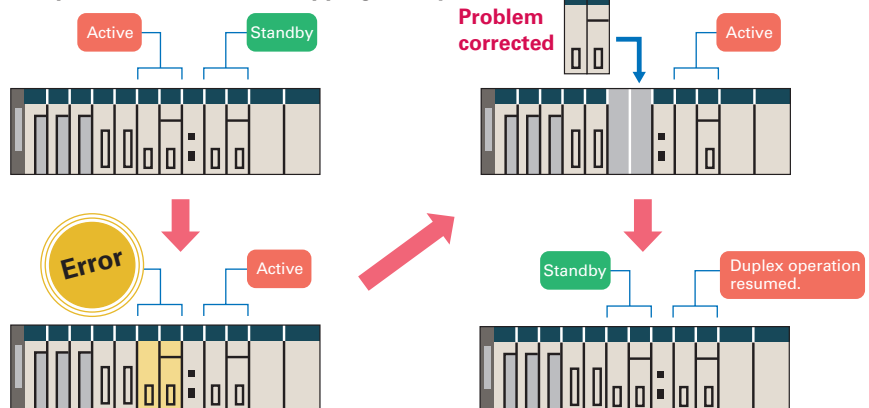 Active
Standby
Error
Active
Problem
corrected
Active
Standby
Duplex operation
resumed.